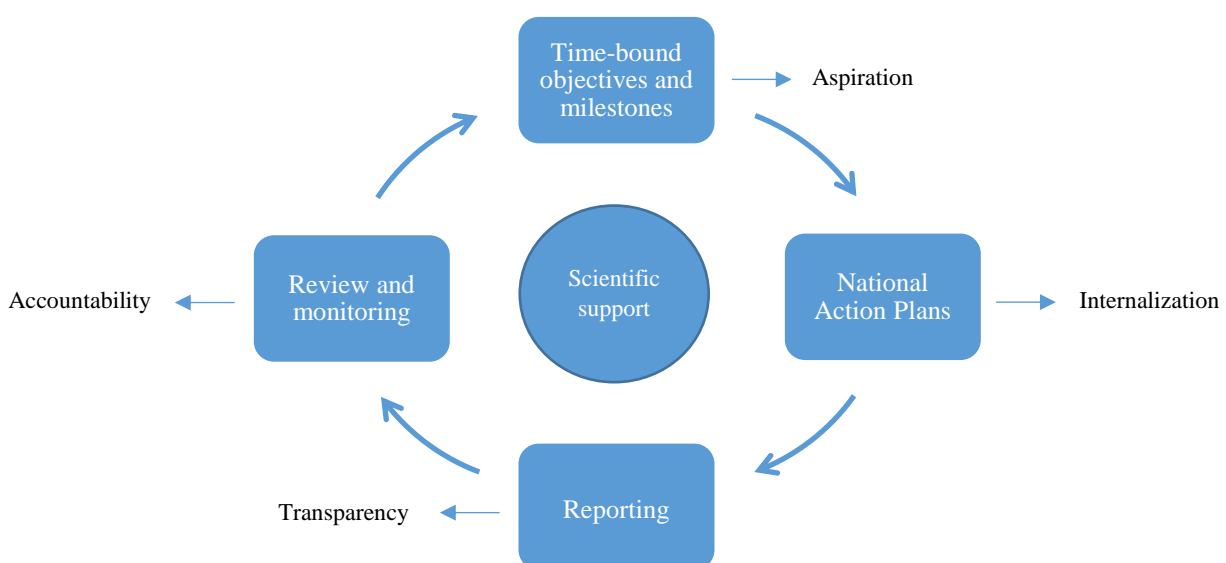 Time-bound
objectives and
milestones
Aspiration
Accountability
Review and
monitoring
Scientific
support
National
Action Plans
Internalization
Transparency
Reporting